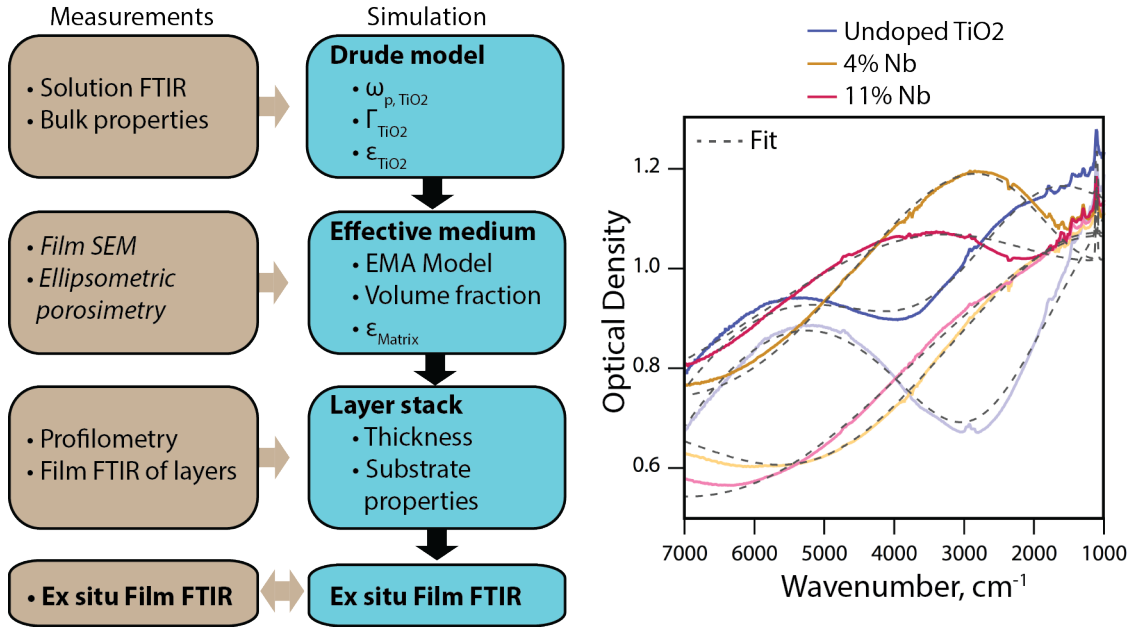 Measurements
Simulation
• Solution FTIR
• Bulk properties
Drude model
• ωp, TiO2
• ΓTiO2
• εTiO2
• Film SEM
• Ellipsometric
porosimetry
Effective medium
• EMA Model
• Volume fraction
• εMatrix
• Profilometry
• Film FTIR of layers
Layer stack
• Thickness
• Substrate
properties
• Ex situ Film FTIR
Ex situ Film FTIR
Undoped TiO2
4% Nb
11% Nb
Fit
Optical Density
1.2
1.0
0.8
0.6
7000 6000 5000 4000 3000 2000 1000
Wavenumber, cm-1